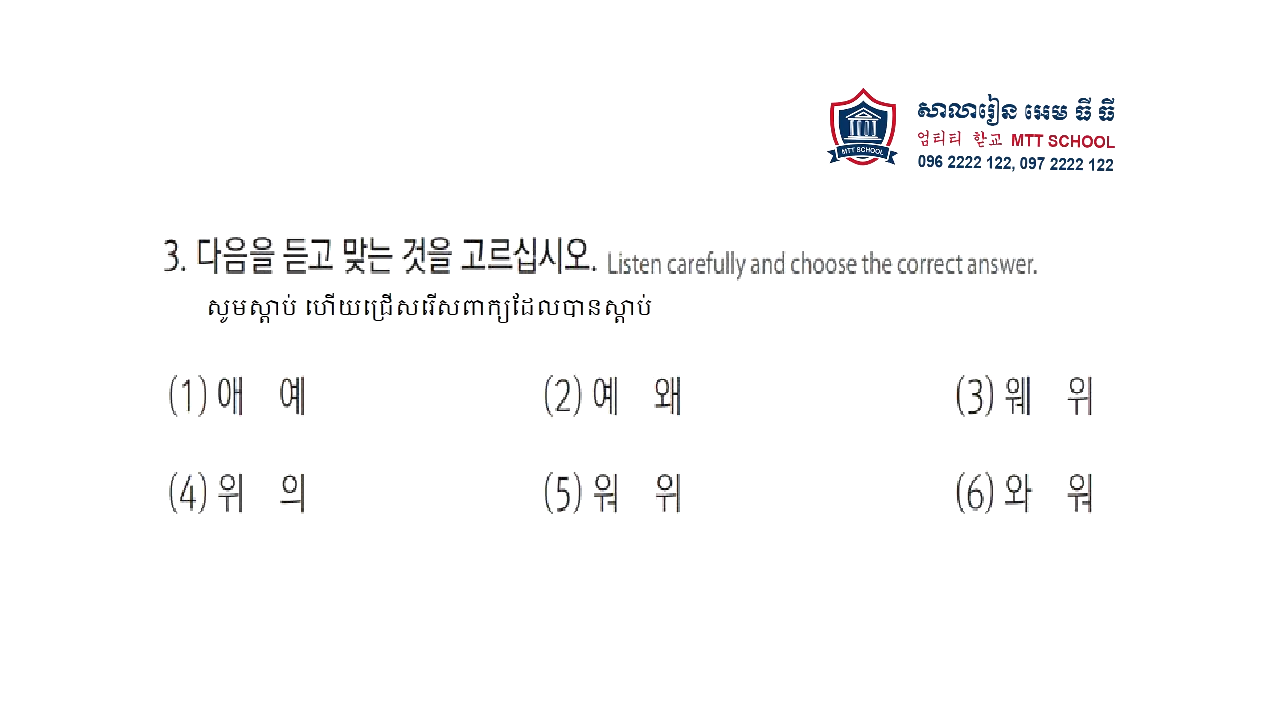 សាលារៀន អេម ធី ធី
엄티티 학교 MTT SCHOOL
096 2222 122, 097 2222 122
MTT SCHOOL
3. 다음을 듣고 맞는 것을 고르십시오. Listen carefully and choose the correct answer.
សូមស្តាប់ ហើយជ្រើសរើសពាក្យដែលបានស្តាប់
(1) 애 예 (2) 예 왜 (3) 웨 위
(4) 위 의 (5) 워 위 (6) 와 워